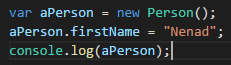 var aPerson = new Person();
aPerson.firstName = "Nenad";
console.log(aPerson);